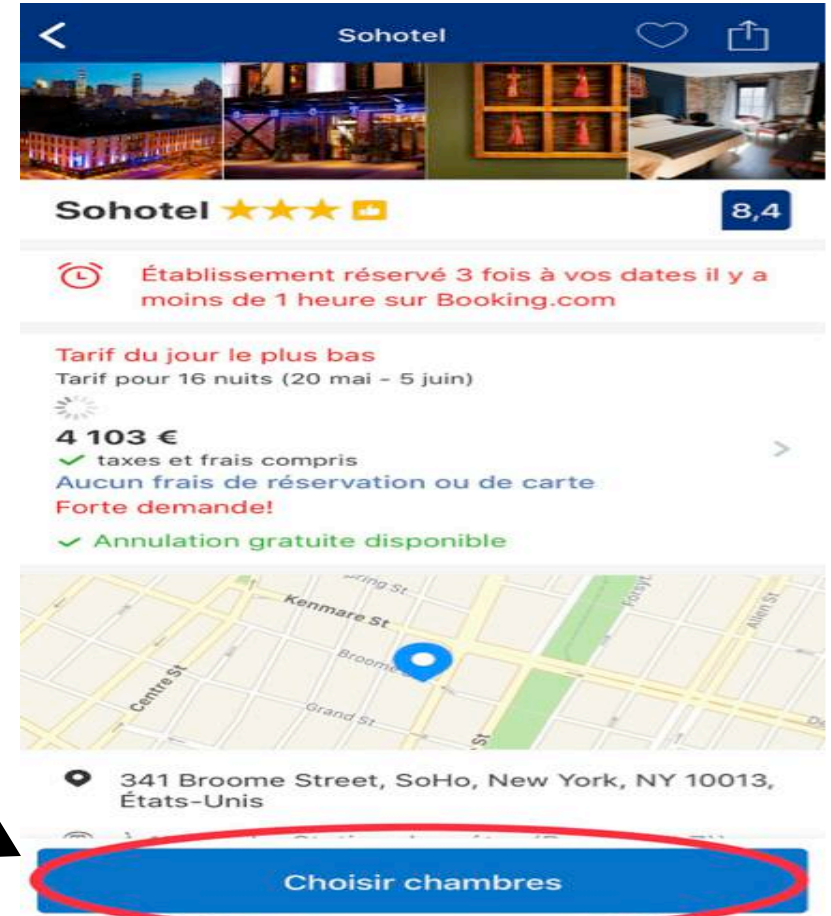 Sohotel
Sohotel
8,4
Établissement réservé 3 fois à vos dates il y a
moins de 1 heure sur Booking.com
Tarif du jour le plus bas
Tarif pour 16 nuits (20 mai - 5 juin)
4 103 €
taxes et frais compris
Aucun frais de réservation ou de carte
Forte demande!
Annulation gratuite disponible
Spring St
Kenmare St
Broome
Centre St
Grand St
St
Forsyt
Allen St
341 Broome Street, SoHo, New York, NY 10013,
États-Unis
Choisir chambres